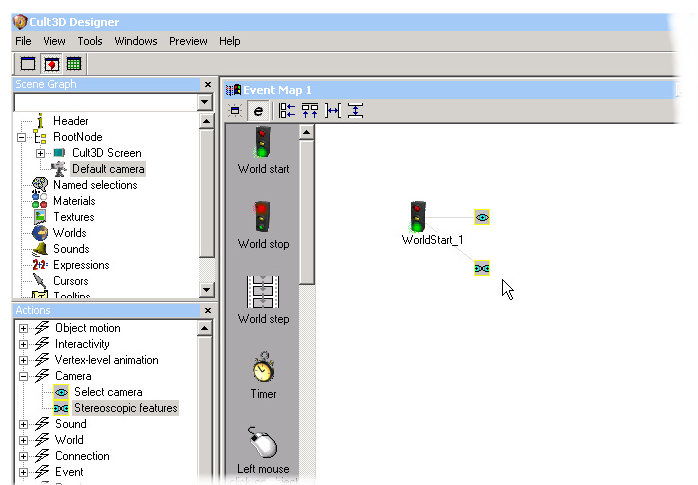 Cult3D Designer
File View Tools Windows Preview Help
Scene Graph
Header
RootNode
Cult3D Screen
Default camera
Named selections
Materials
Textures
Worlds
Sounds
Expressions
Cursors
Tooltips
Actions
Object motion
Interactivity
Vertex-level animation
Camera
Select camera
Stereoscopic features
Sound
World
Connection
Event
Event Map 1
World start
World stop
World step
Timer
Left mouse
WorldStart_1